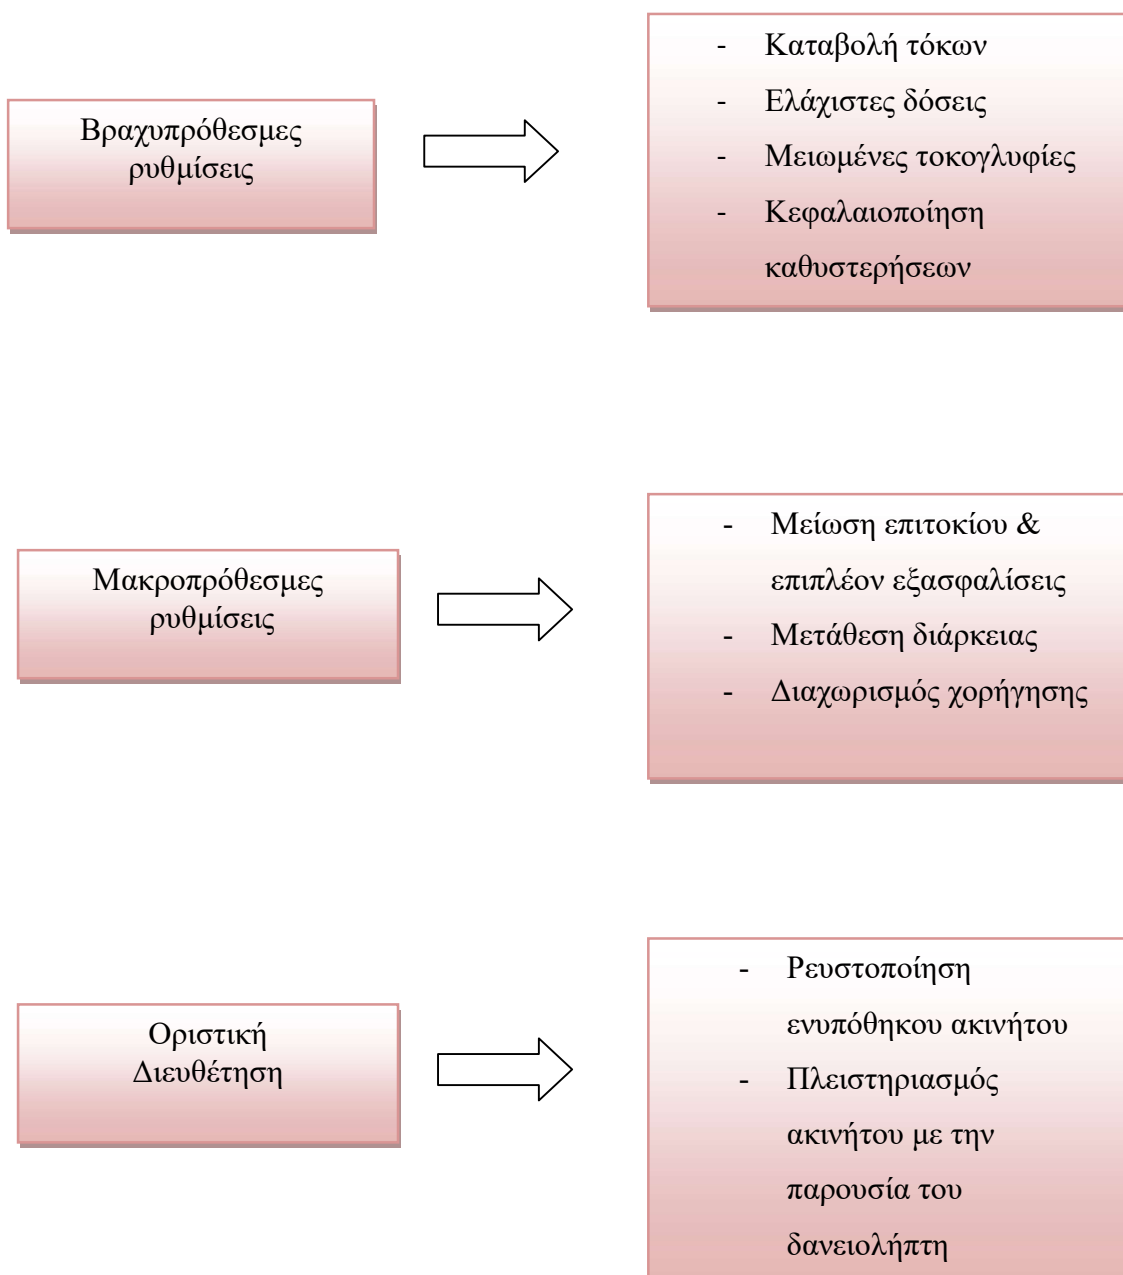 Βραχυπρόθεσμες
ρυθμίσεις
- Καταβολή τόκων
- Ελάχιστες δόσεις
- Μειωμένες τοκογλυφίες
- Κεφαλαιοποίηση
καθυστερήσεων
Μακροπρόθεσμες
ρυθμίσεις
- Μείωση επιτοκίου &
επιπλέον εξασφαλίσεις
- Μετάθεση διάρκειας
- Διαχωρισμός χορήγησης
Οριστική
Διευθέτηση
- Ρευστοποίηση
ενυπόθηκου ακινήτου
- Πλειστηριασμός
ακινήτου με την
παρουσία του
δανειολήπτη